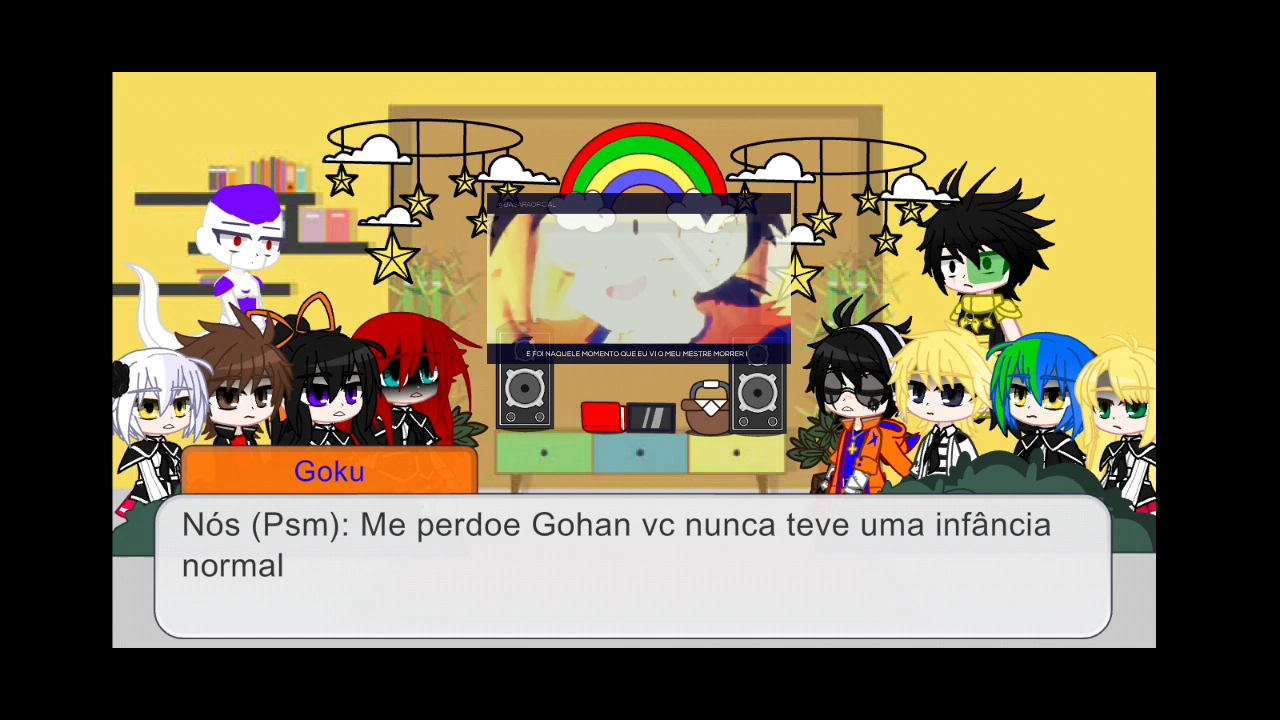 @BASARAOFICIAL
E FOI NAQUELE MOMENTO QUE EU VI O MEU MESTRE MORRER !
Goku
Nós (Psm): Me perdoe Gohan vc nunca teve uma infância
normal